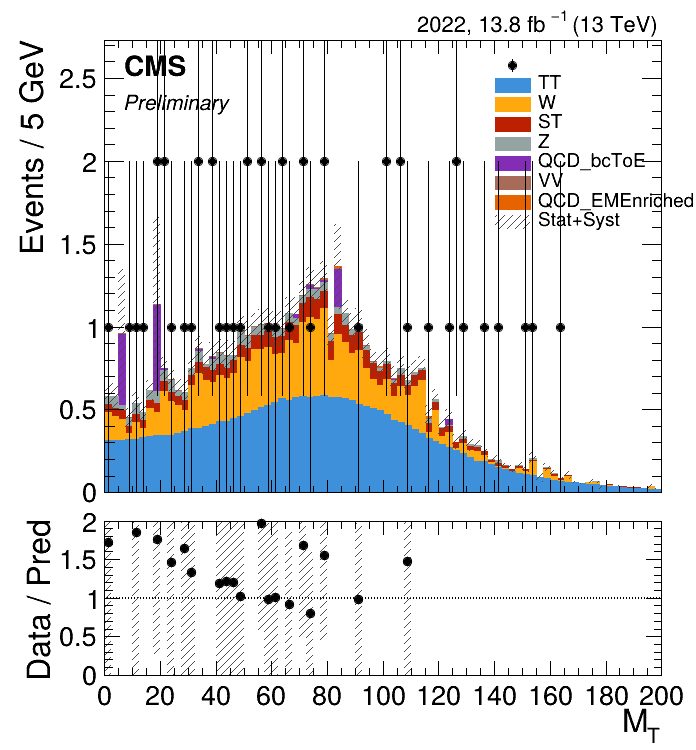 2022, 13.8 fb⁻¹ (13 TeV)
CMS
Preliminary
TT
W
ST
Z
QCD_bcToE
VV
QCD_EMEnriched
Stat+Syst
Events / 5 GeV
2.5
2
1.5
1
0.5
0
Data / Pred
2
1.5
1
0.5
0
0 20 40 60 80 100 120 140 160 180 200
M_T